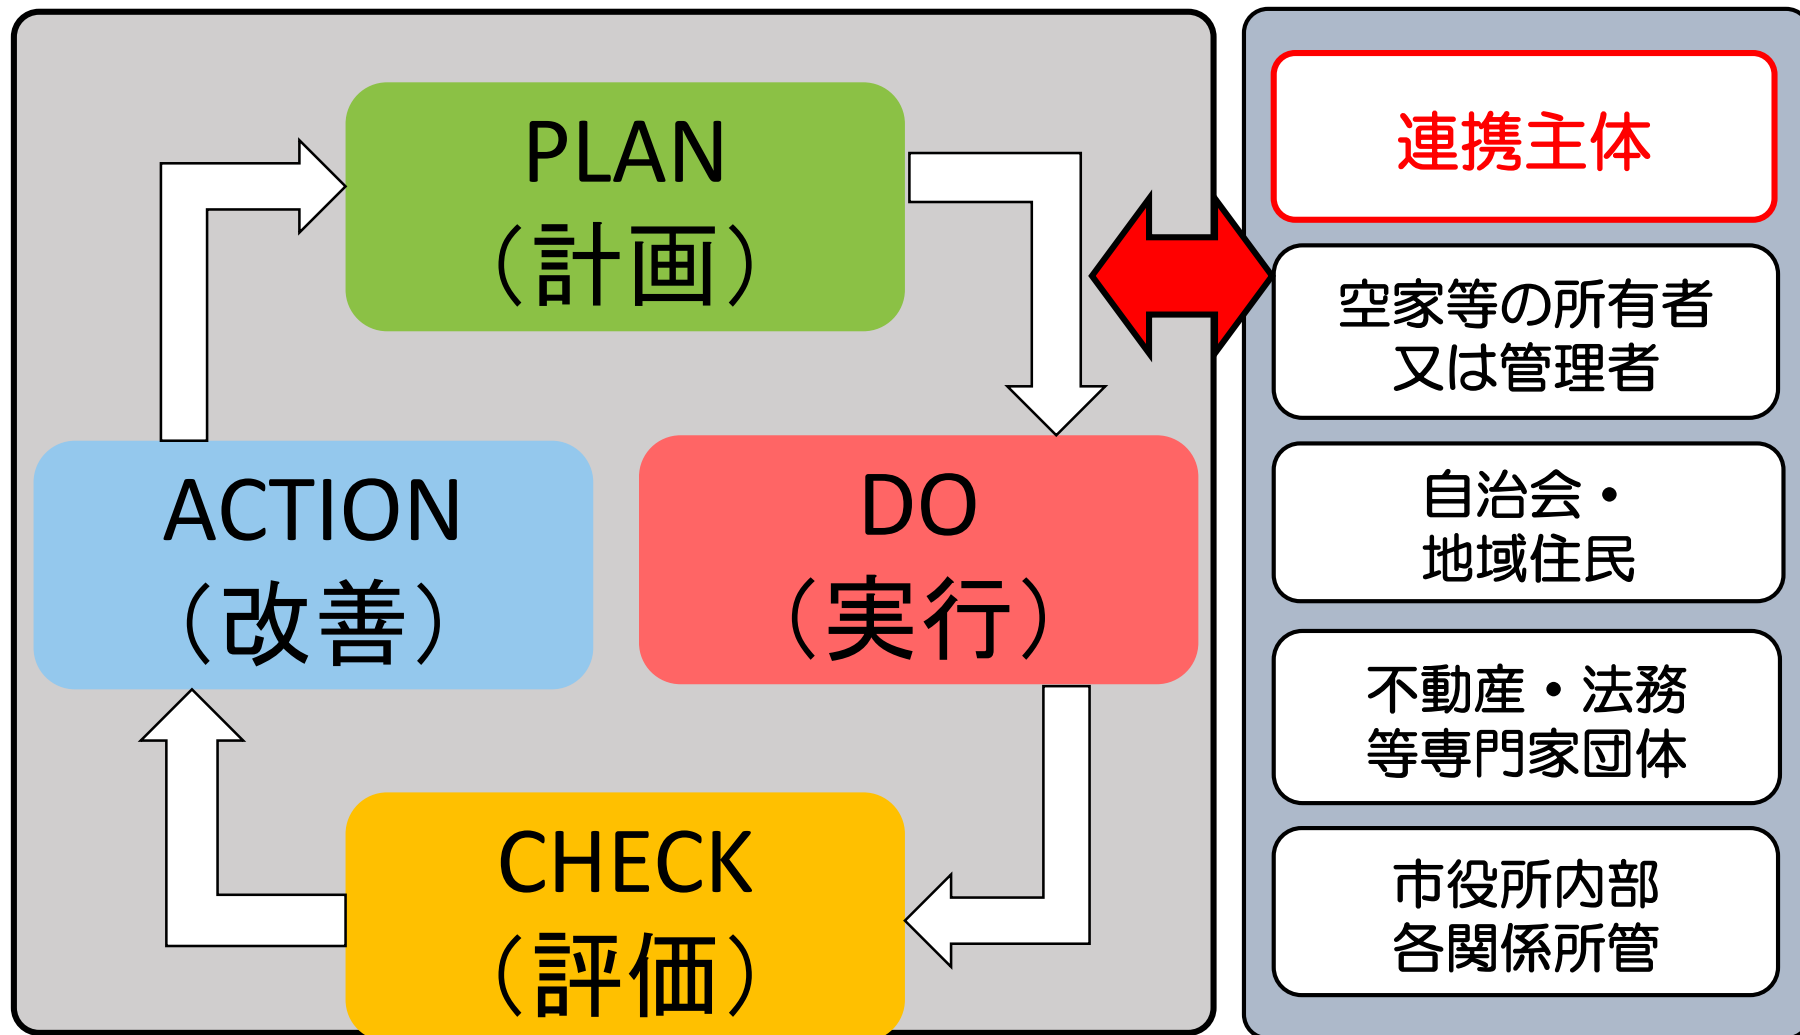 PLAN
（計画）
ACTION
（改善）
DO
（実行）
CHECK
（評価）
連携主体
空家等の所有者
又は管理者
自治会・
地域住民
不動産・法務
等専門家団体
市役所内部
各関係所管